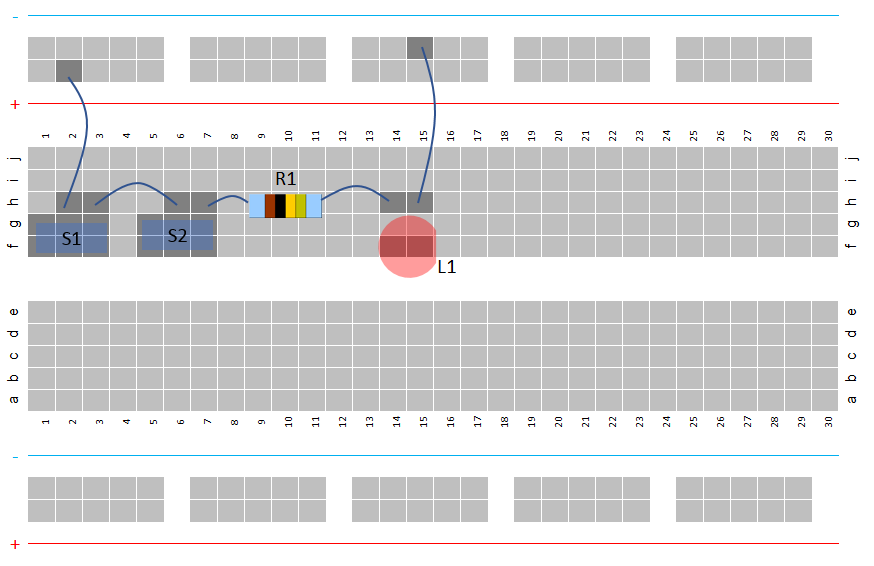 -
+
1 2 3 4 5 6 7 8 9 10 11 12 13 14 15 16 17 18 19 20 21 22 23 24 25 26 27 28 29 30
j j
i i
R1
h h
g g
S1 S2
f f
L1
e e
d d
c c
b b
a a
1 2 3 4 5 6 7 8 9 10 11 12 13 14 15 16 17 18 19 20 21 22 23 24 25 26 27 28 29 30
-
+